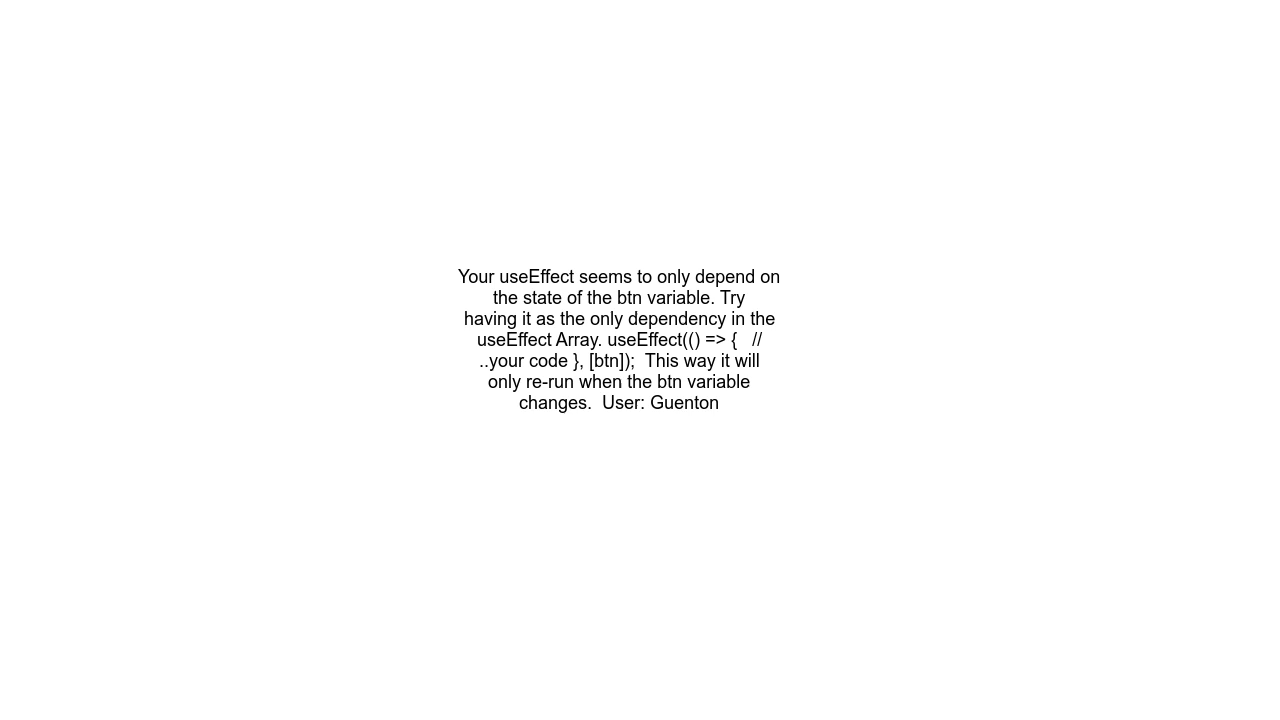 Your useEffect seems to only depend on
the state of the btn variable. Try
having it as the only dependency in the
useEffect Array. useEffect(() => {   //
..your code }, [btn]);  This way it will
only re-run when the btn variable
changes.  User: Guenton